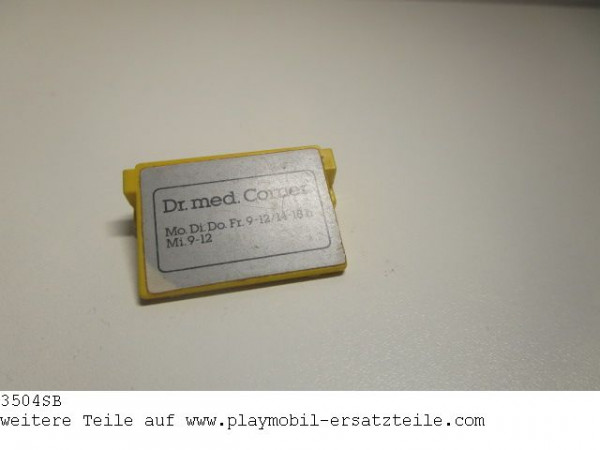 Dr. med. Corner
Mo. Di. Do. Fr. 9-12/14-18 h
Mi. 9-12
3504SB
weitere Teile auf www.playmobil-ersatzteile.com